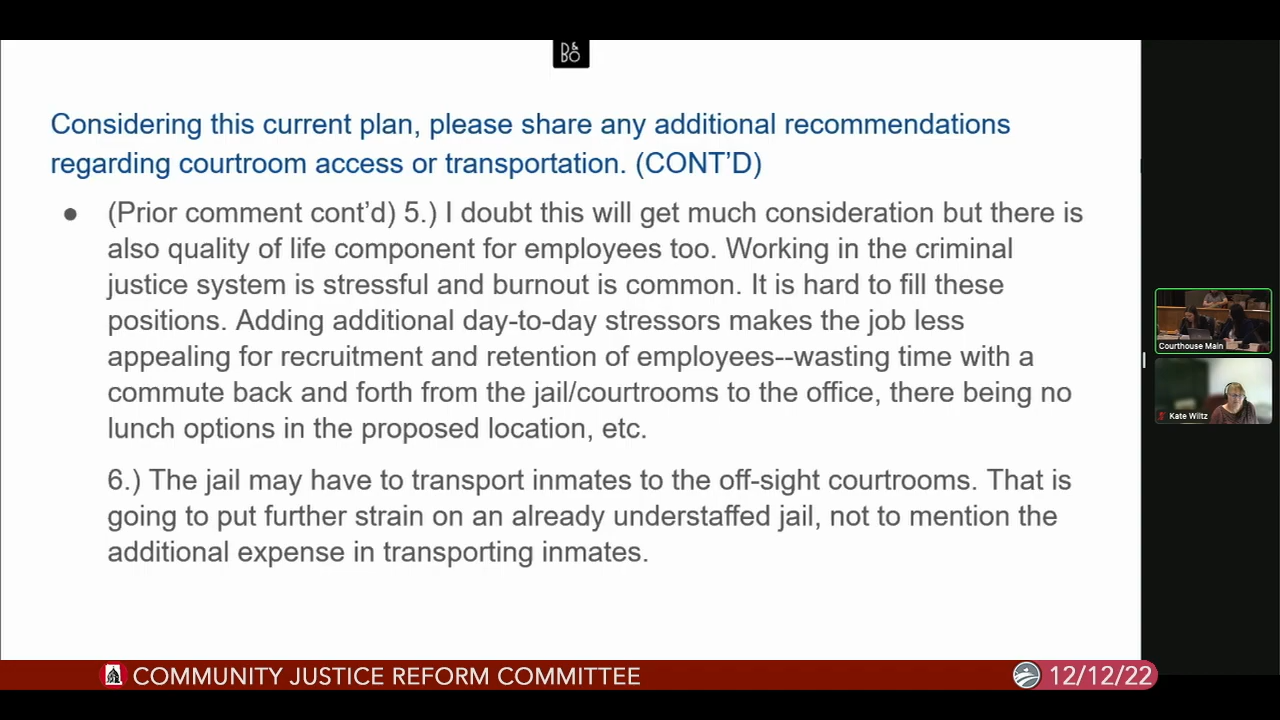 D&
BO
Considering this current plan, please share any additional recommendations
regarding courtroom access or transportation. (CONT'D)
● (Prior comment cont'd) 5.) I doubt this will get much consideration but there is
also quality of life component for employees too. Working in the criminal
justice system is stressful and burnout is common. It is hard to fill these
positions. Adding additional day-to-day stressors makes the job less
appealing for recruitment and retention of employees--wasting time with a
commute back and forth from the jail/courtrooms to the office, there being no
lunch options in the proposed location, etc.
6.) The jail may have to transport inmates to the off-sight courtrooms. That is
going to put further strain on an already understaffed jail, not to mention the
additional expense in transporting inmates.
Courthouse Main
Kate Wiltz
COMMUNITY JUSTICE REFORM COMMITTEE
12/12/22